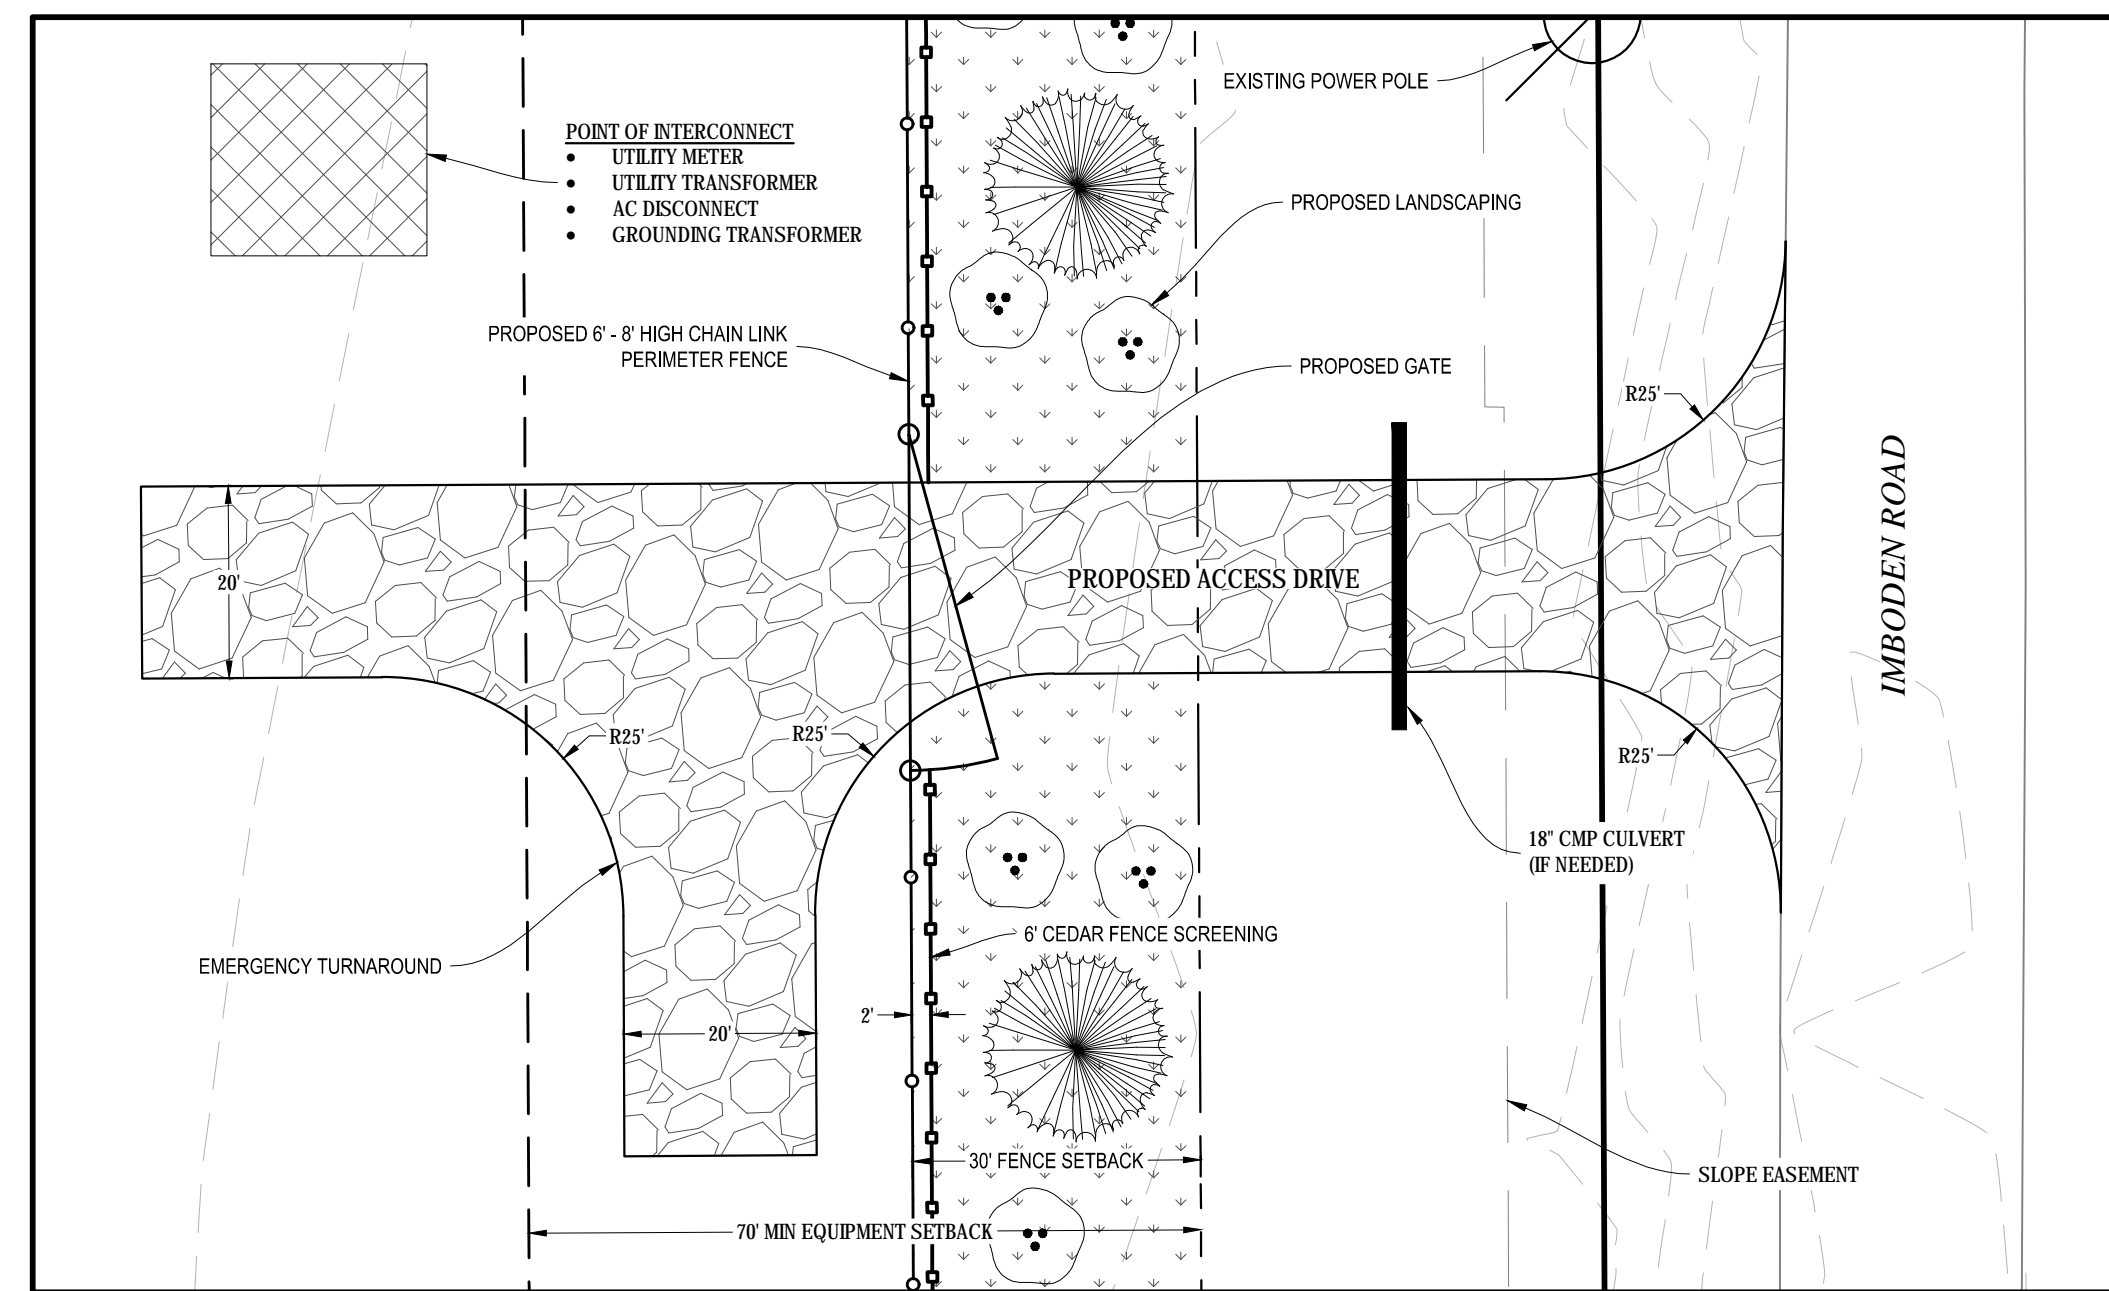 EXISTING POWER POLE
POINT OF INTERCONNECT
• UTILITY METER
• UTILITY TRANSFORMER
• AC DISCONNECT
• GROUNDING TRANSFORMER
PROPOSED LANDSCAPING
PROPOSED 6' - 8' HIGH CHAIN LINK
PERIMETER FENCE
PROPOSED GATE
R25'
IMBODEN ROAD
20'
PROPOSED ACCESS DRIVE
R25'
R25'
R25'
18" CMP CULVERT
(IF NEEDED)
6' CEDAR FENCE SCREENING
EMERGENCY TURNAROUND
2'
20'
30' FENCE SETBACK
SLOPE EASEMENT
70' MIN EQUIPMENT SETBACK